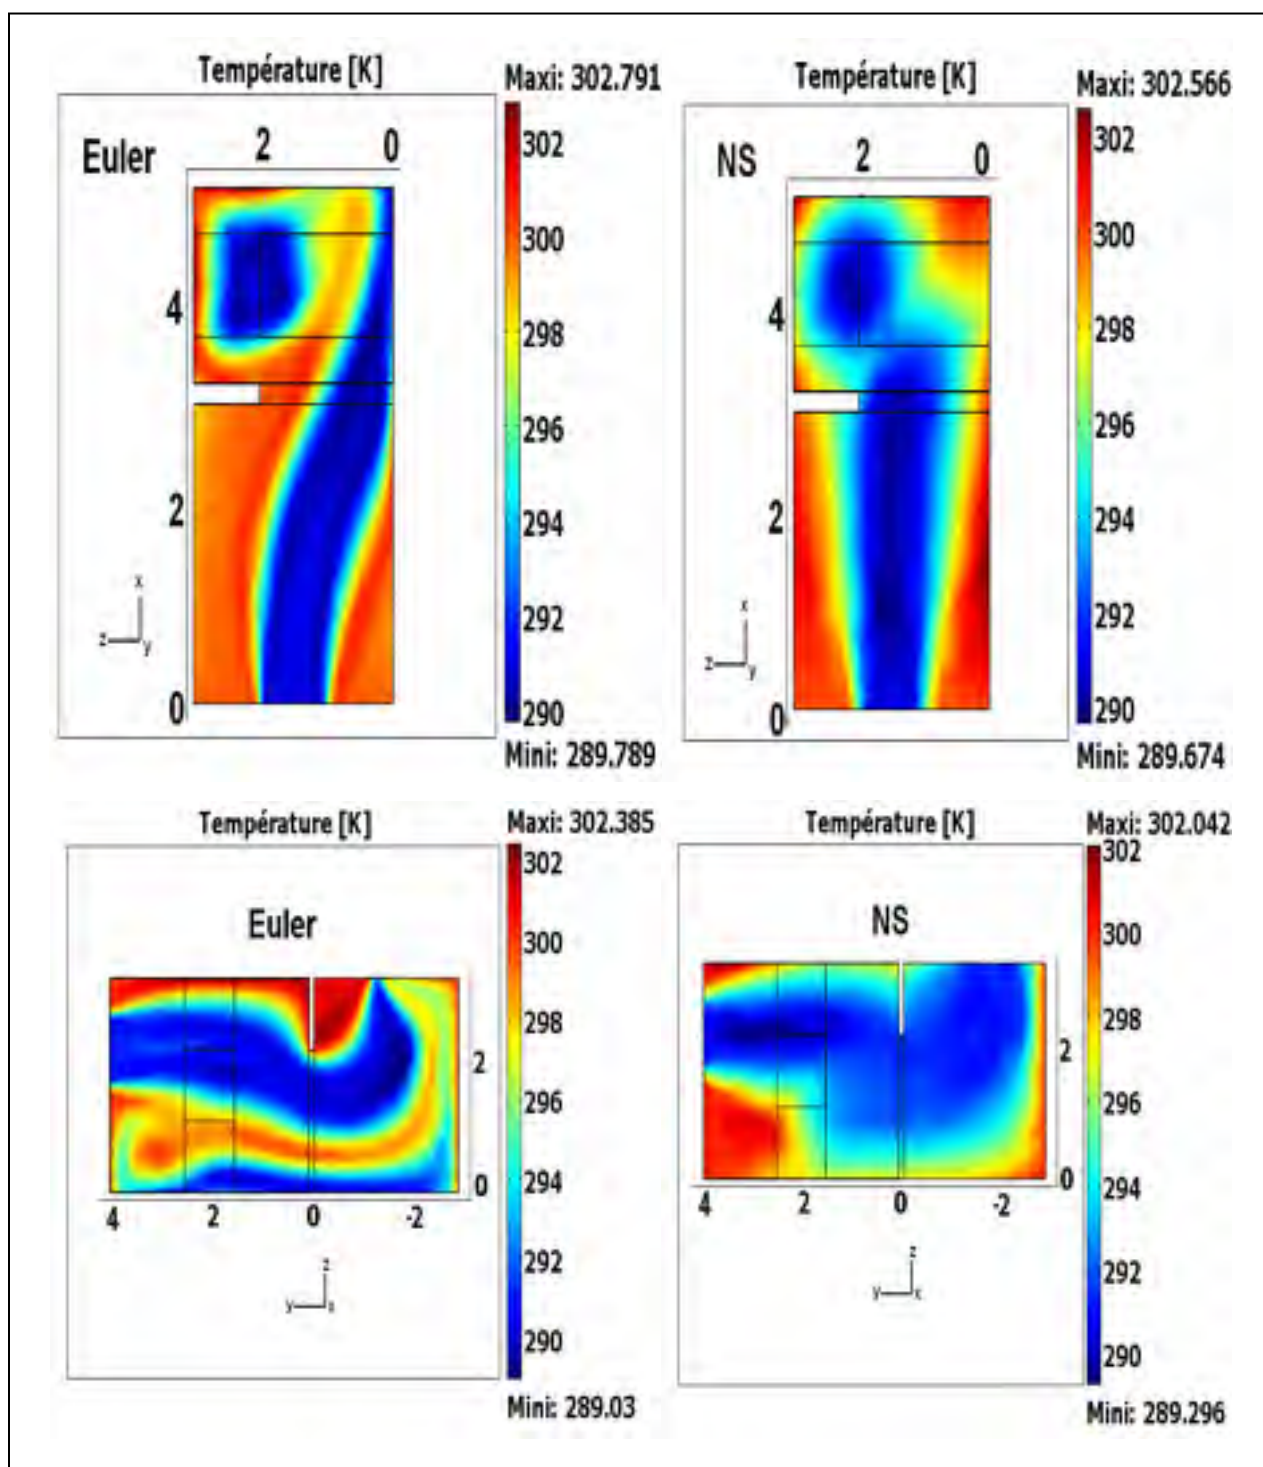 Température [K]
Maxi: 302.791
Euler
2
0
302
300
4
298
296
2
294
x
292
z
y
0
290
Mini: 289.789
Température [K]
Maxi: 302.566
NS
2
0
302
300
4
298
296
2
294
x
292
z
y
0
290
Mini: 289.674
Température [K]
Maxi: 302.385
302
Euler
300
298
2
296
0
294
4
2
0
-2
292
z
y
x
290
Mini: 289.03
Température [K]
Maxi: 302.042
302
NS
300
298
2
296
0
294
4
2
0
-2
292
z
y
x
290
Mini: 289.296